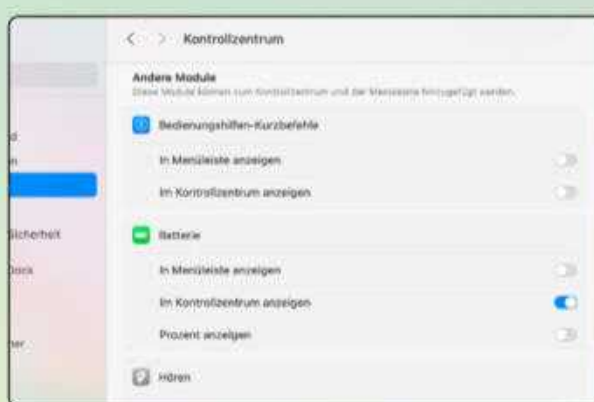 Kontrollzentrum
Andere Module
Diese Module können zum Kontrollzentrum und der Menüleiste hinzugefügt werden.
Bedienungshilfen-Kurzbefehle
In Menüleiste anzeigen
Im Kontrollzentrum anzeigen
Sicherheit
Batterie
Dock
In Menüleiste anzeigen
Im Kontrollzentrum anzeigen
Prozent anzeigen
Hören